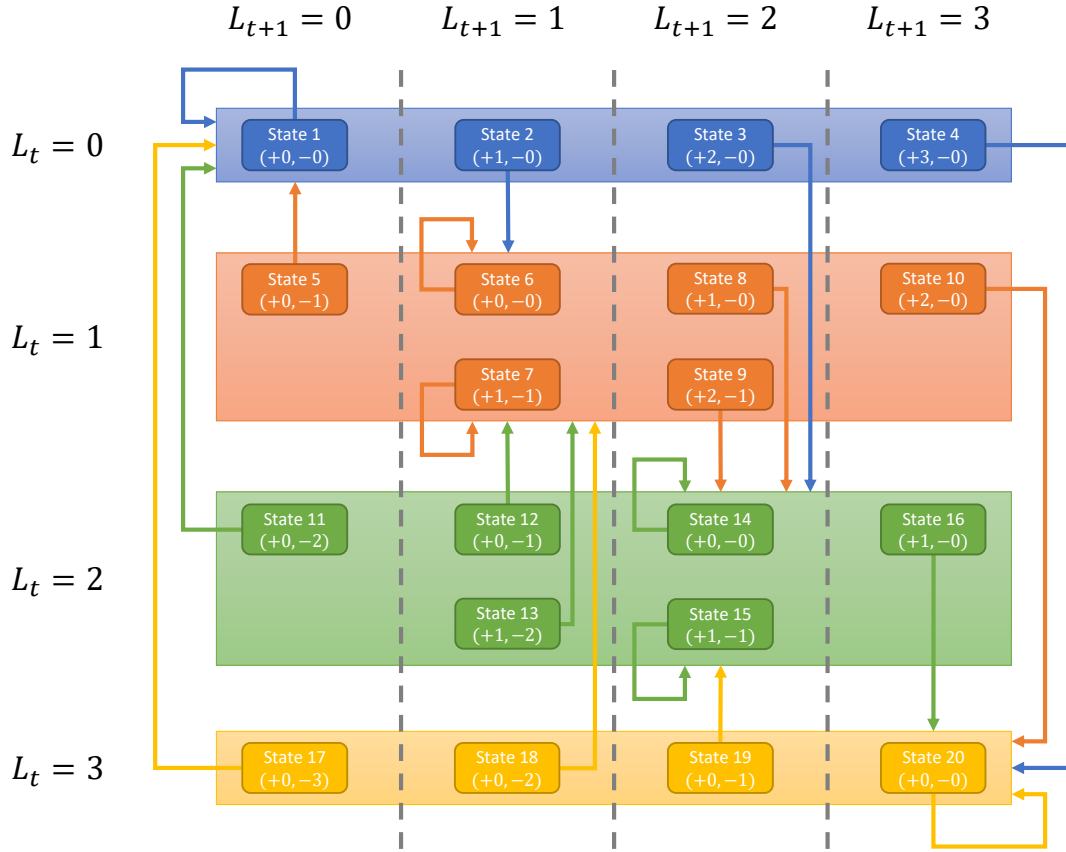 L_{t+1} = 0
L_{t+1} = 1
L_{t+1} = 2
L_{t+1} = 3
L_t = 0
State 1
(+0,−0)
State 2
(+1,−0)
State 3
(+2,−0)
State 4
(+3,−0)
L_t = 1
State 5
(+0,−1)
State 6
(+0,−0)
State 8
(+1,−0)
State 10
(+2,−0)
State 7
(+1,−1)
State 9
(+2,−1)
L_t = 2
State 11
(+0,−2)
State 12
(+0,−1)
State 14
(+0,−0)
State 16
(+1,−0)
State 13
(+1,−2)
State 15
(+1,−1)
L_t = 3
State 17
(+0,−3)
State 18
(+0,−2)
State 19
(+0,−1)
State 20
(+0,−0)